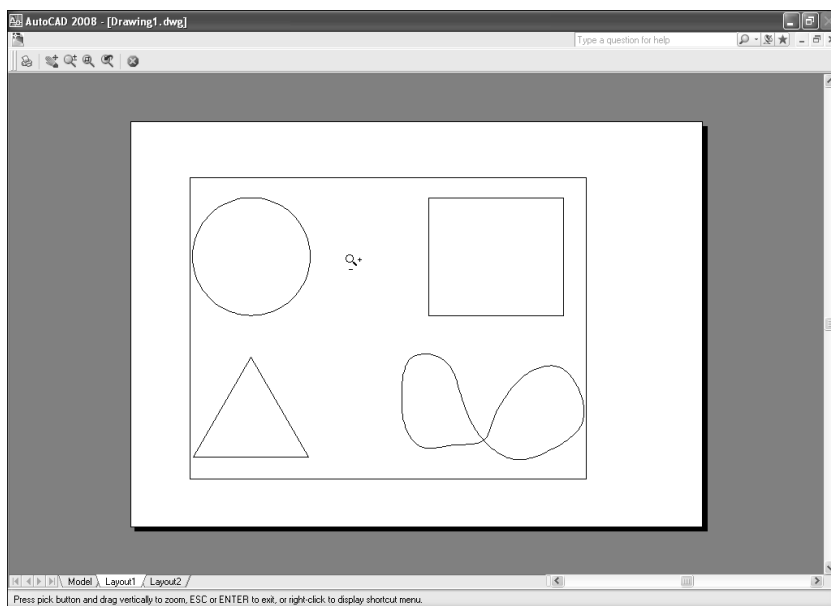 AutoCAD 2008 - [Drawing1.dwg]
Type a question for help
Model Layout1 Layout2
Press pick button and drag vertically to zoom, ESC or ENTER to exit, or right-click to display shortcut menu.